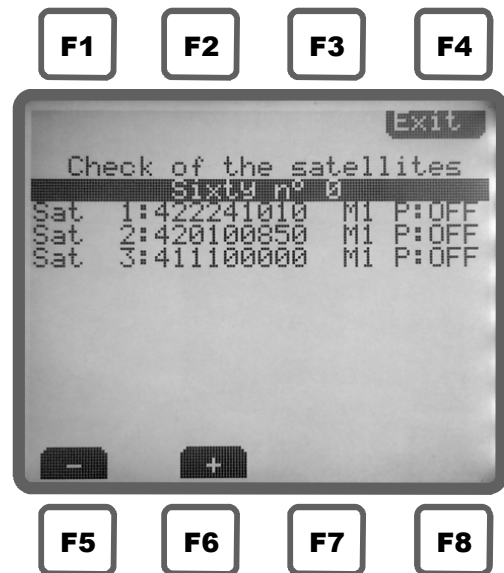 F1 F2 F3 F4
Exit
Check of the satellites
Sixty nº 0
Sat 1:422241010 M1 P:OFF
Sat 2:420100850 M1 P:OFF
Sat 3:411100000 M1 P:OFF
- +
F5 F6 F7 F8